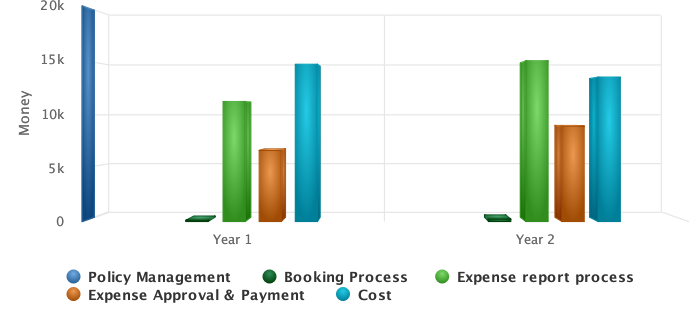 20k
15k
10k
5k
0
Money
Year 1 Year 2
Policy Management Booking Process Expense report process
Expense Approval & Payment Cost